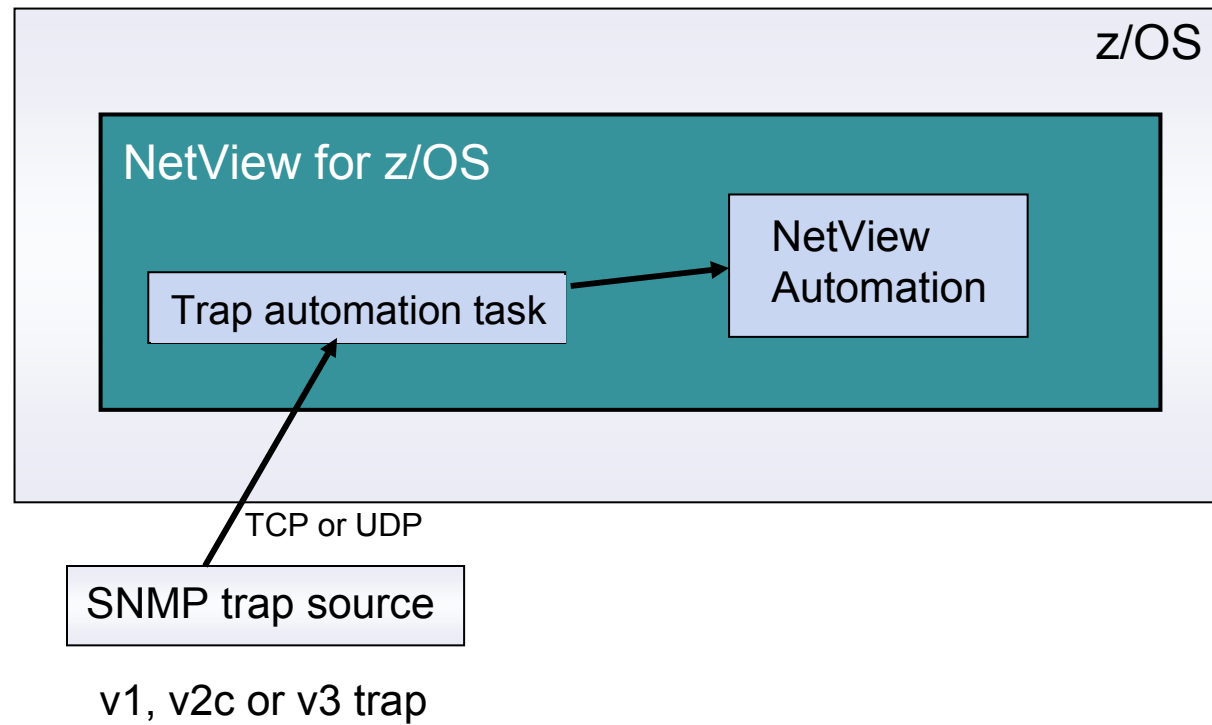 z/OS
NetView for z/OS
NetView
Automation
Trap automation task
TCP or UDP
SNMP trap source
v1, v2c or v3 trap